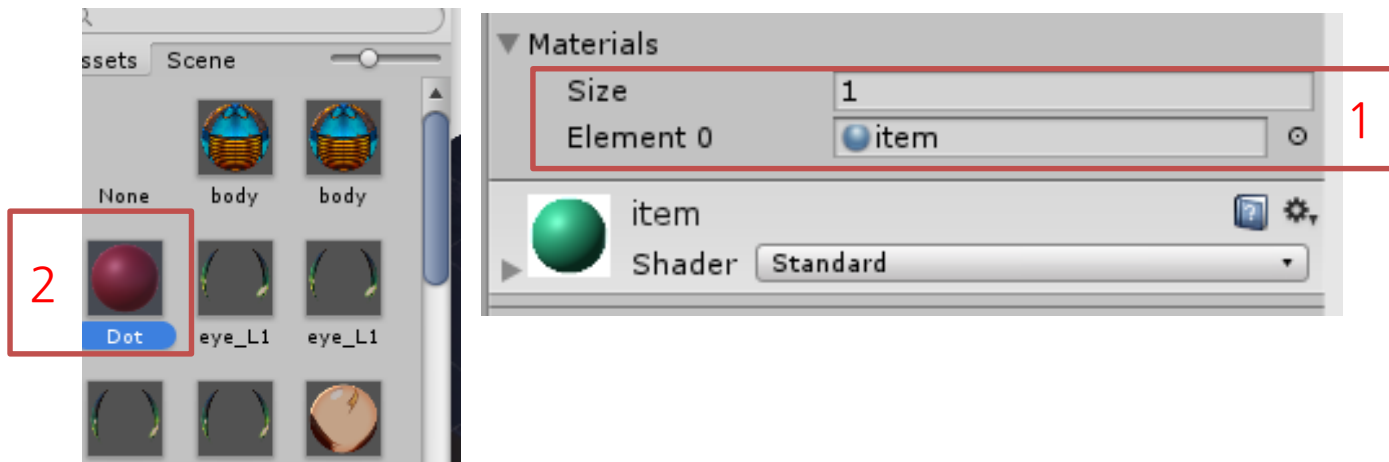 ssets Scene
None body body
2
Dot eye_L1 eye_L1
Materials
Size 1
Element 0 item
1
item
Shader Standard